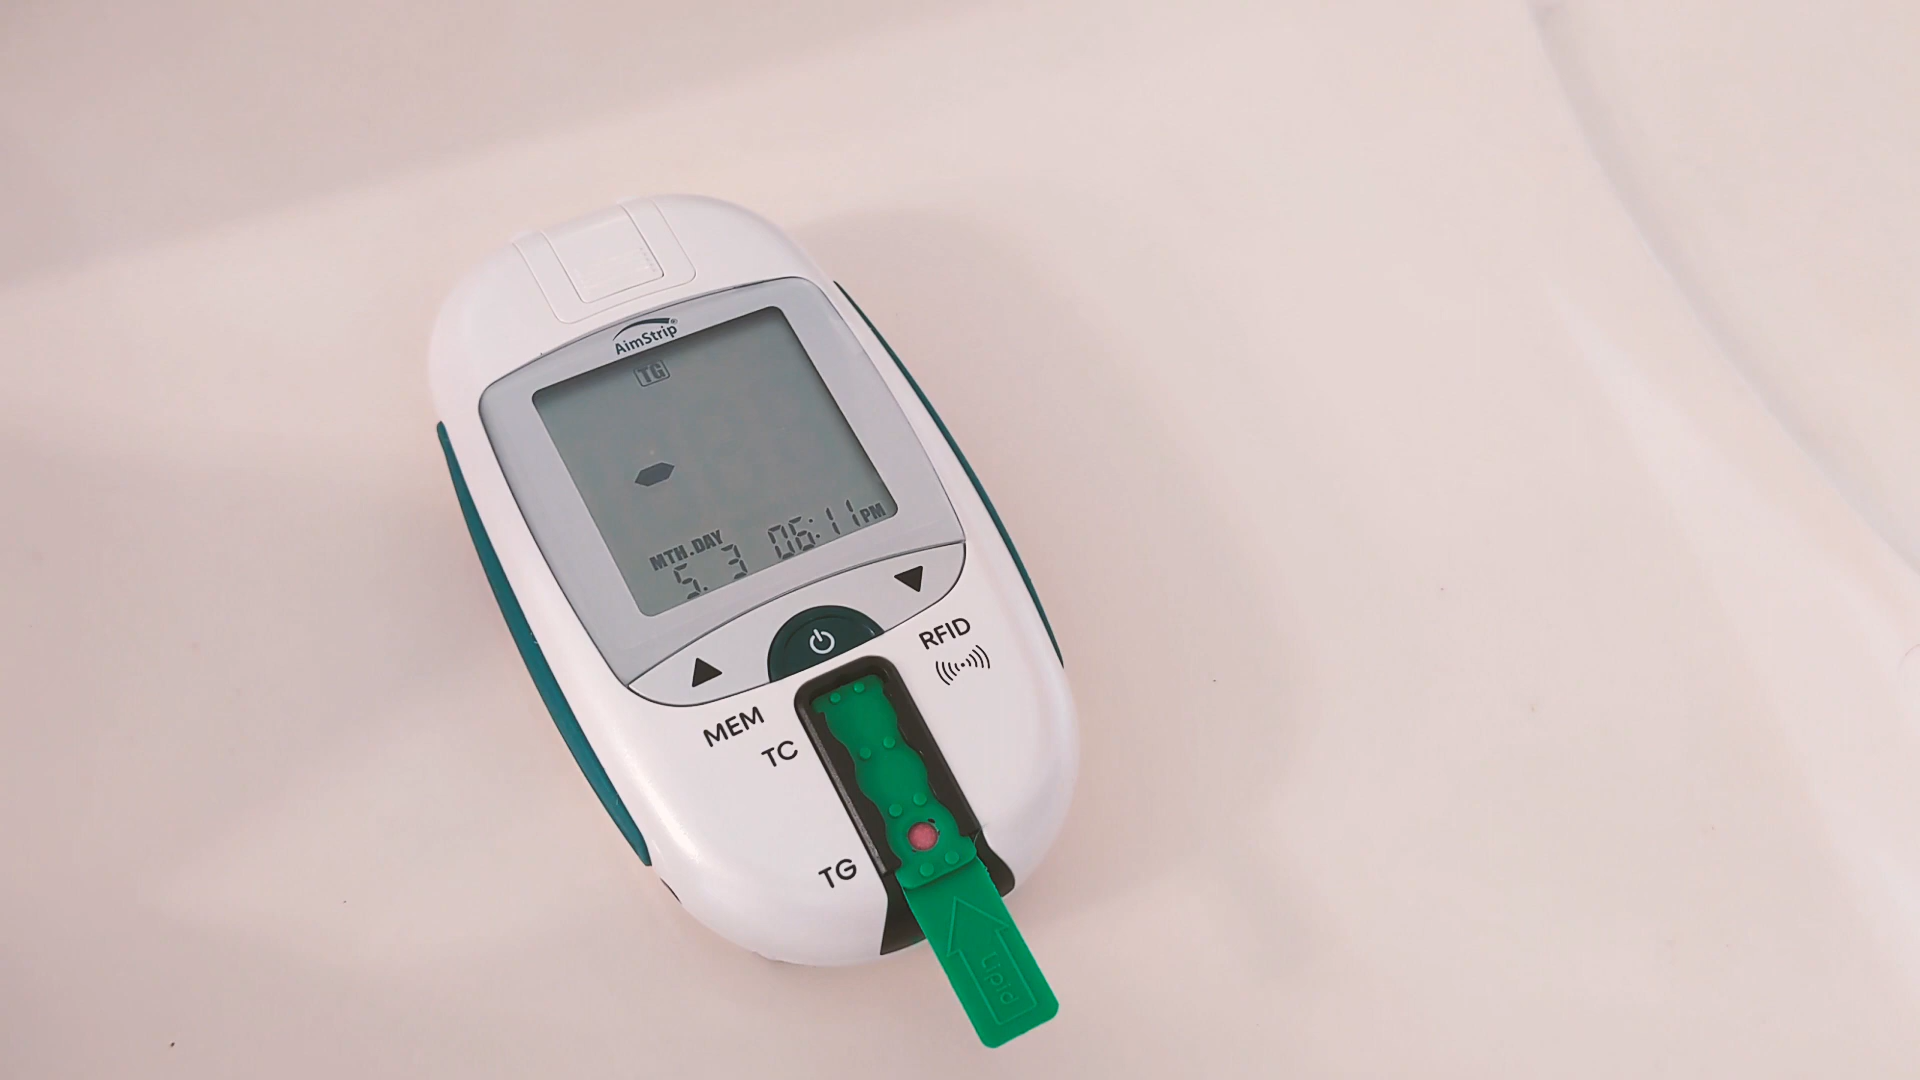 AimStrip®
TG
MTH.DAY
5. 3 06:11 PM
RFID
MEM
TC
TG
Lipid